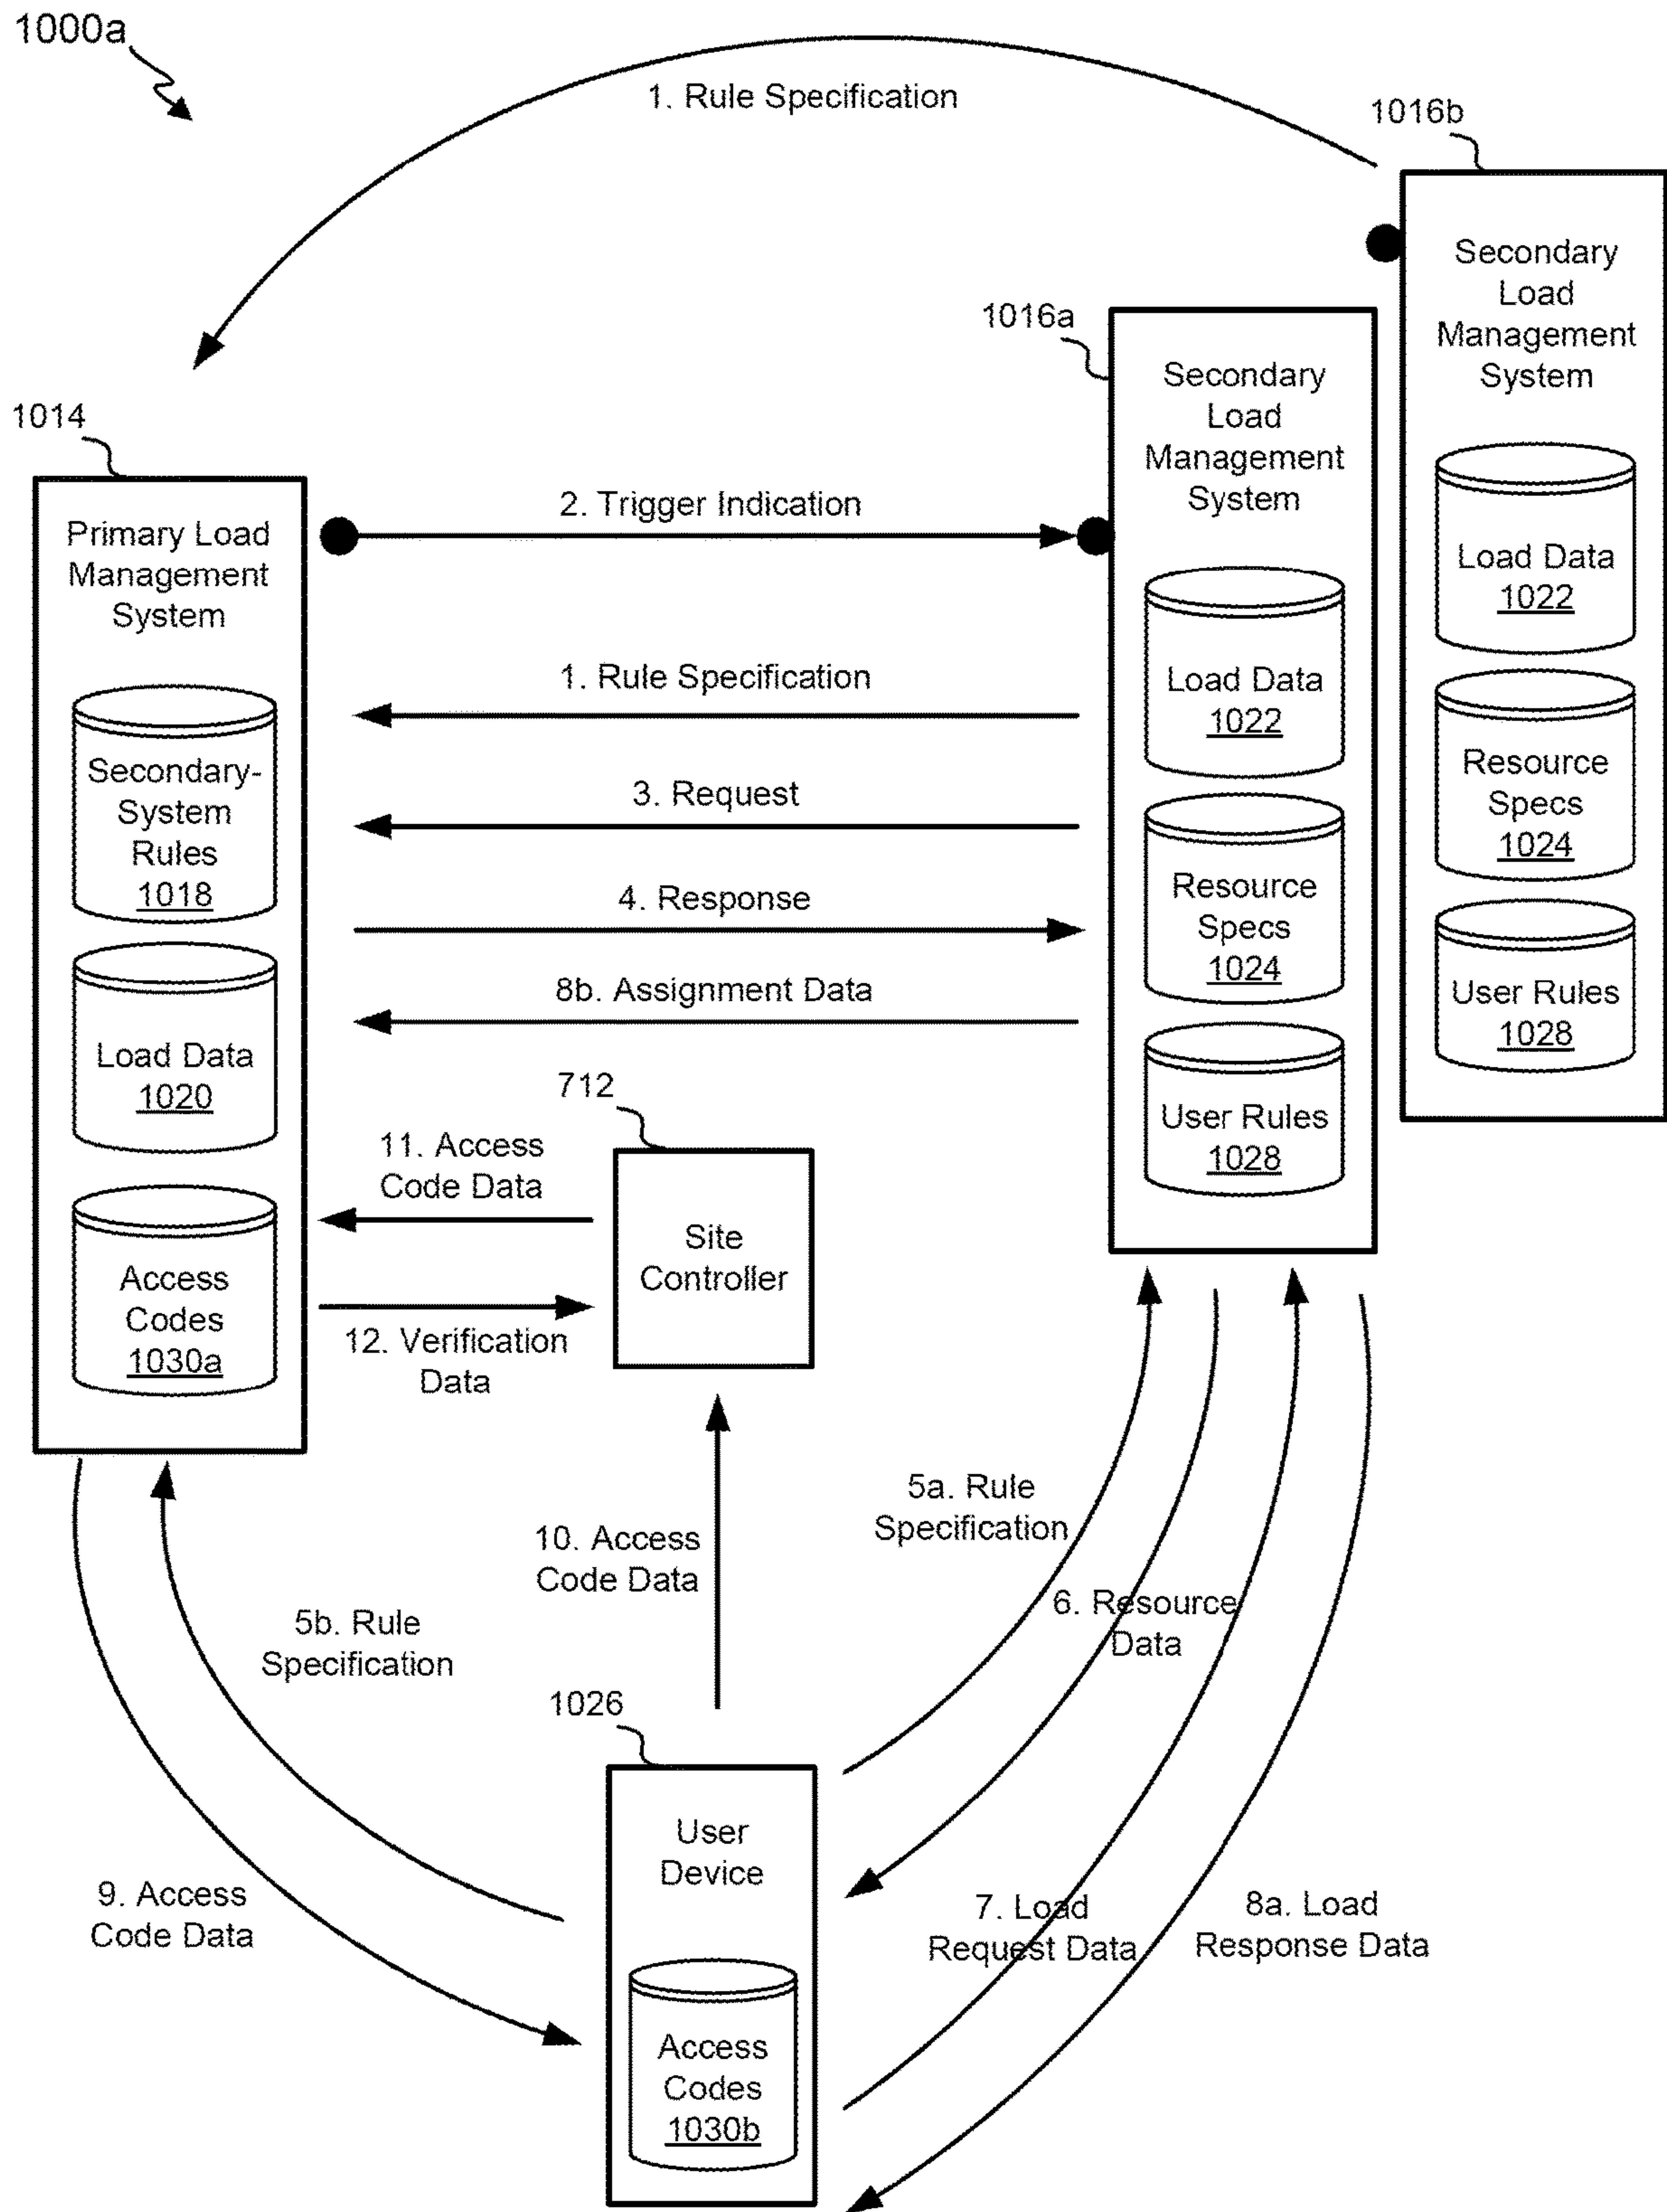 1000a
1. Rule Specification
1016b
Secondary
Load
Management
System
Load Data
1022
Resource
Specs
1024
User Rules
1028
1016a
Secondary
Load
Management
System
Load Data
1022
Resource
Specs
1024
User Rules
1028
1014
Primary Load
Management
System
Secondary-
System
Rules
1018
Load Data
1020
Access
Codes
1030a
2. Trigger Indication
1. Rule Specification
3. Request
4. Response
8b. Assignment Data
712
Site
Controller
11. Access
Code Data
12. Verification
Data
10. Access
Code Data
5a. Rule
Specification
6. Resource
Data
5b. Rule
Specification
1026
User
Device
Access
Codes
1030b
9. Access
Code Data
7. Load
Request Data
8a. Load
Response Data